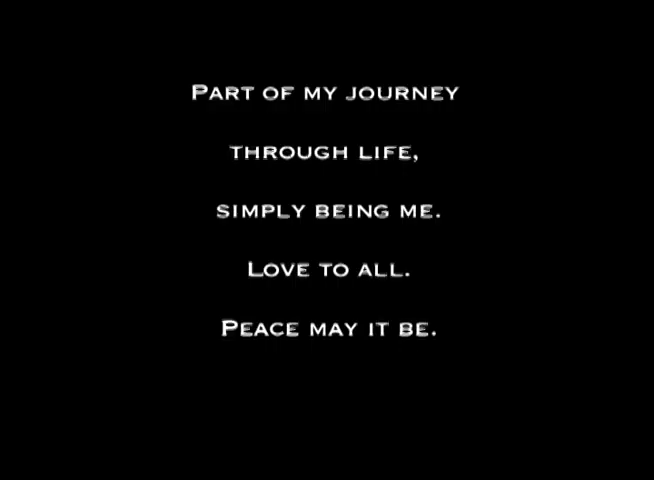 Part of my journey
through life,
simply being me.
Love to all.
Peace may it be.